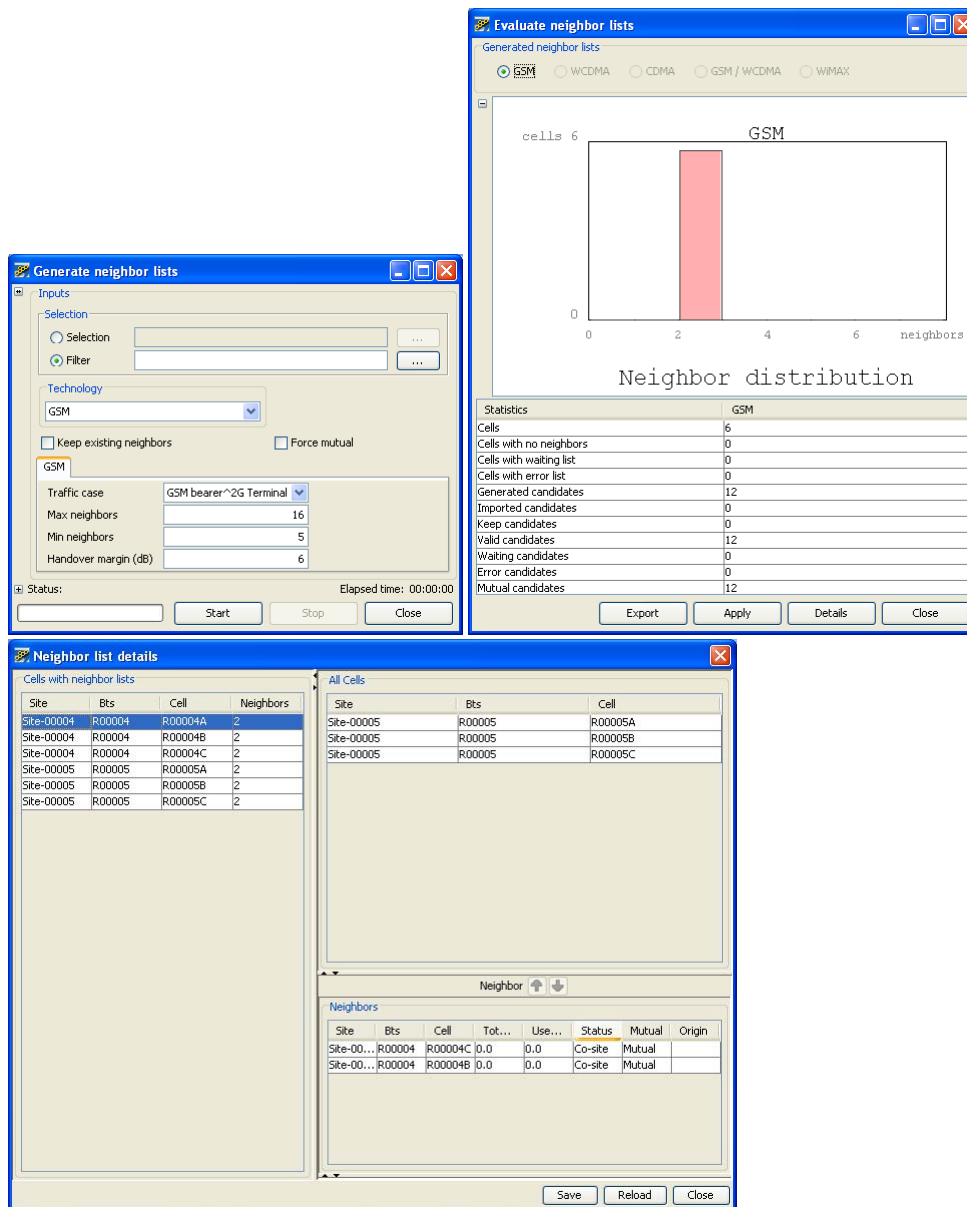 Evaluate neighbor lists
Generated neighbor lists
GSM WCDMA CDMA GSM / WCDMA WiMAX
cells 6
GSM
0
0 2 4 6 neighbors
Neighbor distribution
Statistics GSM
Cells 6
Cells with no neighbors 0
Cells with waiting list 0
Cells with error list 0
Generated candidates 12
Imported candidates 0
Keep candidates 0
Valid candidates 12
Waiting candidates 0
Error candidates 0
Mutual candidates 12
Export Apply Details Close
Generate neighbor lists
Inputs
Selection
Selection ...
Filter ...
Technology
GSM
Keep existing neighbors Force mutual
GSM
Traffic case GSM bearer^2G Terminal
Max neighbors 16
Min neighbors 5
Handover margin (dB) 6
Status: Elapsed time: 00:00:00
Start Stop Close
Neighbor list details
Cells with neighbor lists
Site Bts Cell Neighbors
Site-00004 R00004 R00004A 2
Site-00004 R00004 R00004B 2
Site-00004 R00004 R00004C 2
Site-00005 R00005 R00005A 2
Site-00005 R00005 R00005B 2
Site-00005 R00005 R00005C 2
All Cells
Site Bts Cell
Site-00005 R00005 R00005A
Site-00005 R00005 R00005B
Site-00005 R00005 R00005C
Neighbor
Neighbors
Site Bts Cell Tot... Use... Status Mutual Origin
Site-00... R00004 R00004C 0.0 0.0 Co-site Mutual
Site-00... R00004 R00004B 0.0 0.0 Co-site Mutual
Save Reload Close